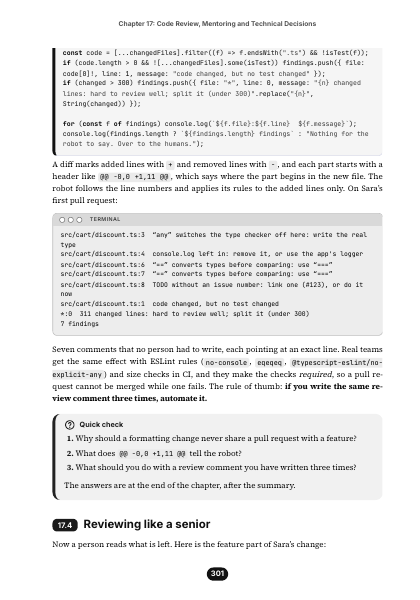 Chapter 17: Code Review, Mentoring and Technical Decisions
const code = [...changedFiles].filter((f) => f.endsWith(".ts") && !isTest(f));
if (code.length > 0 && ![...changedFiles].some(isTest)) findings.push({ file:
code[0]!, line: 1, message: "code changed, but no test changed" });
if (changed > 300) findings.push({ file: "*", line: 0, message: "{n} changed
lines: hard to review well; split it (under 300)".replace("{n}",
String(changed)) });
for (const f of findings) console.log(`${f.file}:${f.line}  ${f.message}`);
console.log(findings.length ? `${findings.length} findings` : "Nothing for the
robot to say. Over to the humans.");
A diff marks added lines with + and removed lines with -, and each part starts with a
header like @@ -0,0 +1,11 @@, which says where the part begins in the new file. The
robot follows the line numbers and applies its rules to the added lines only. On Sara's
first pull request:
TERMINAL
src/cart/discount.ts:3  "any" switches the type checker off here: write the real
type
src/cart/discount.ts:4  console.log left in: remove it, or use the app's logger
src/cart/discount.ts:6  "==" converts types before comparing: use "==="
src/cart/discount.ts:7  "==" converts types before comparing: use "==="
src/cart/discount.ts:8  TODO without an issue number: link one (#123), or do it
now
src/cart/discount.ts:1  code changed, but no test changed
*:0  311 changed lines: hard to review well; split it (under 300)
7 findings
Seven comments that no person had to write, each pointing at an exact line. Real teams
get the same effect with ESLint rules (no-console, eqeqeq, @typescript-eslint/no-
explicit-any) and size checks in CI, and they make the checks required, so a pull re-
quest cannot be merged while one fails. The rule of thumb: if you write the same re-
view comment three times, automate it.
Quick check
1. Why should a formatting change never share a pull request with a feature?
2. What does @@ -0,0 +1,11 @@ tell the robot?
3. What should you do with a review comment you have written three times?
The answers are at the end of the chapter, after the summary.
17.4 Reviewing like a senior
Now a person reads what is left. Here is the feature part of Sara's change:
301